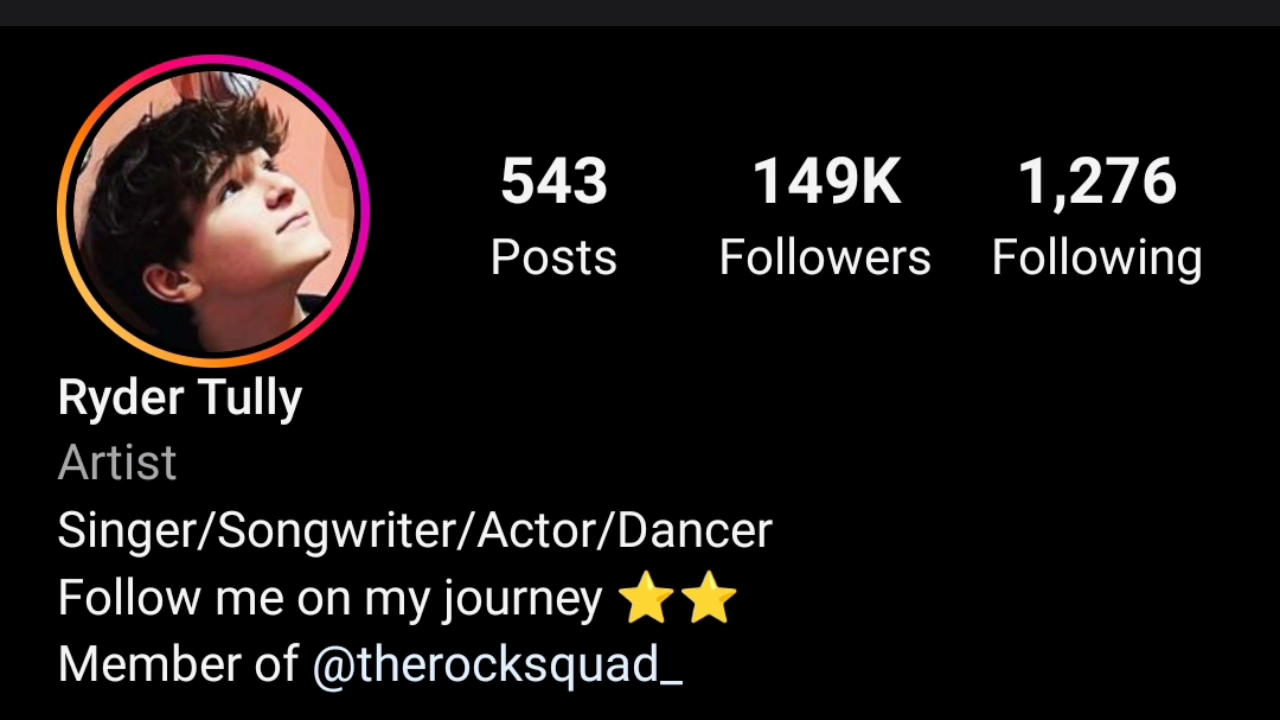 543 149K 1,276
Posts Followers Following
Ryder Tully
Artist
Singer/Songwriter/Actor/Dancer
Follow me on my journey ⭐⭐
Member of @therocksquad_